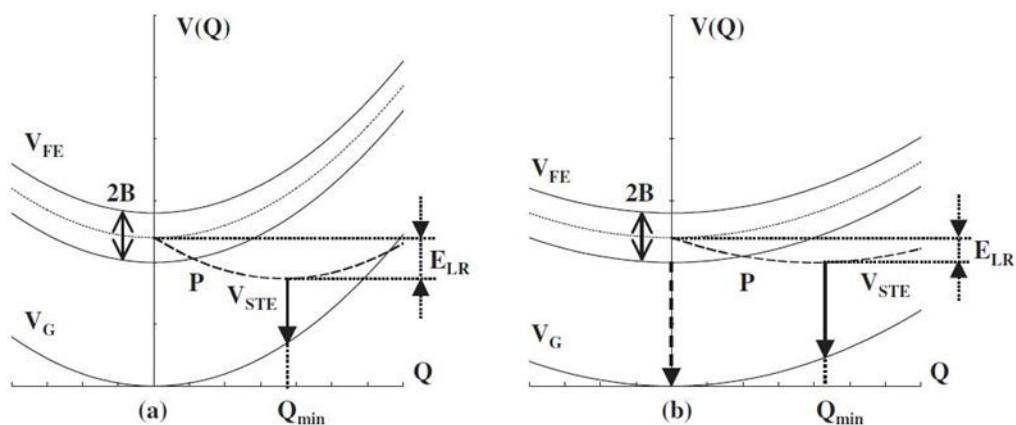 V(Q)
V_FE
2B
E_LR
P
V_STE
V_G
Q
(a)
Q_min
V(Q)
V_FE
2B
E_LR
P
V_STE
V_G
Q
(b)
Q_min